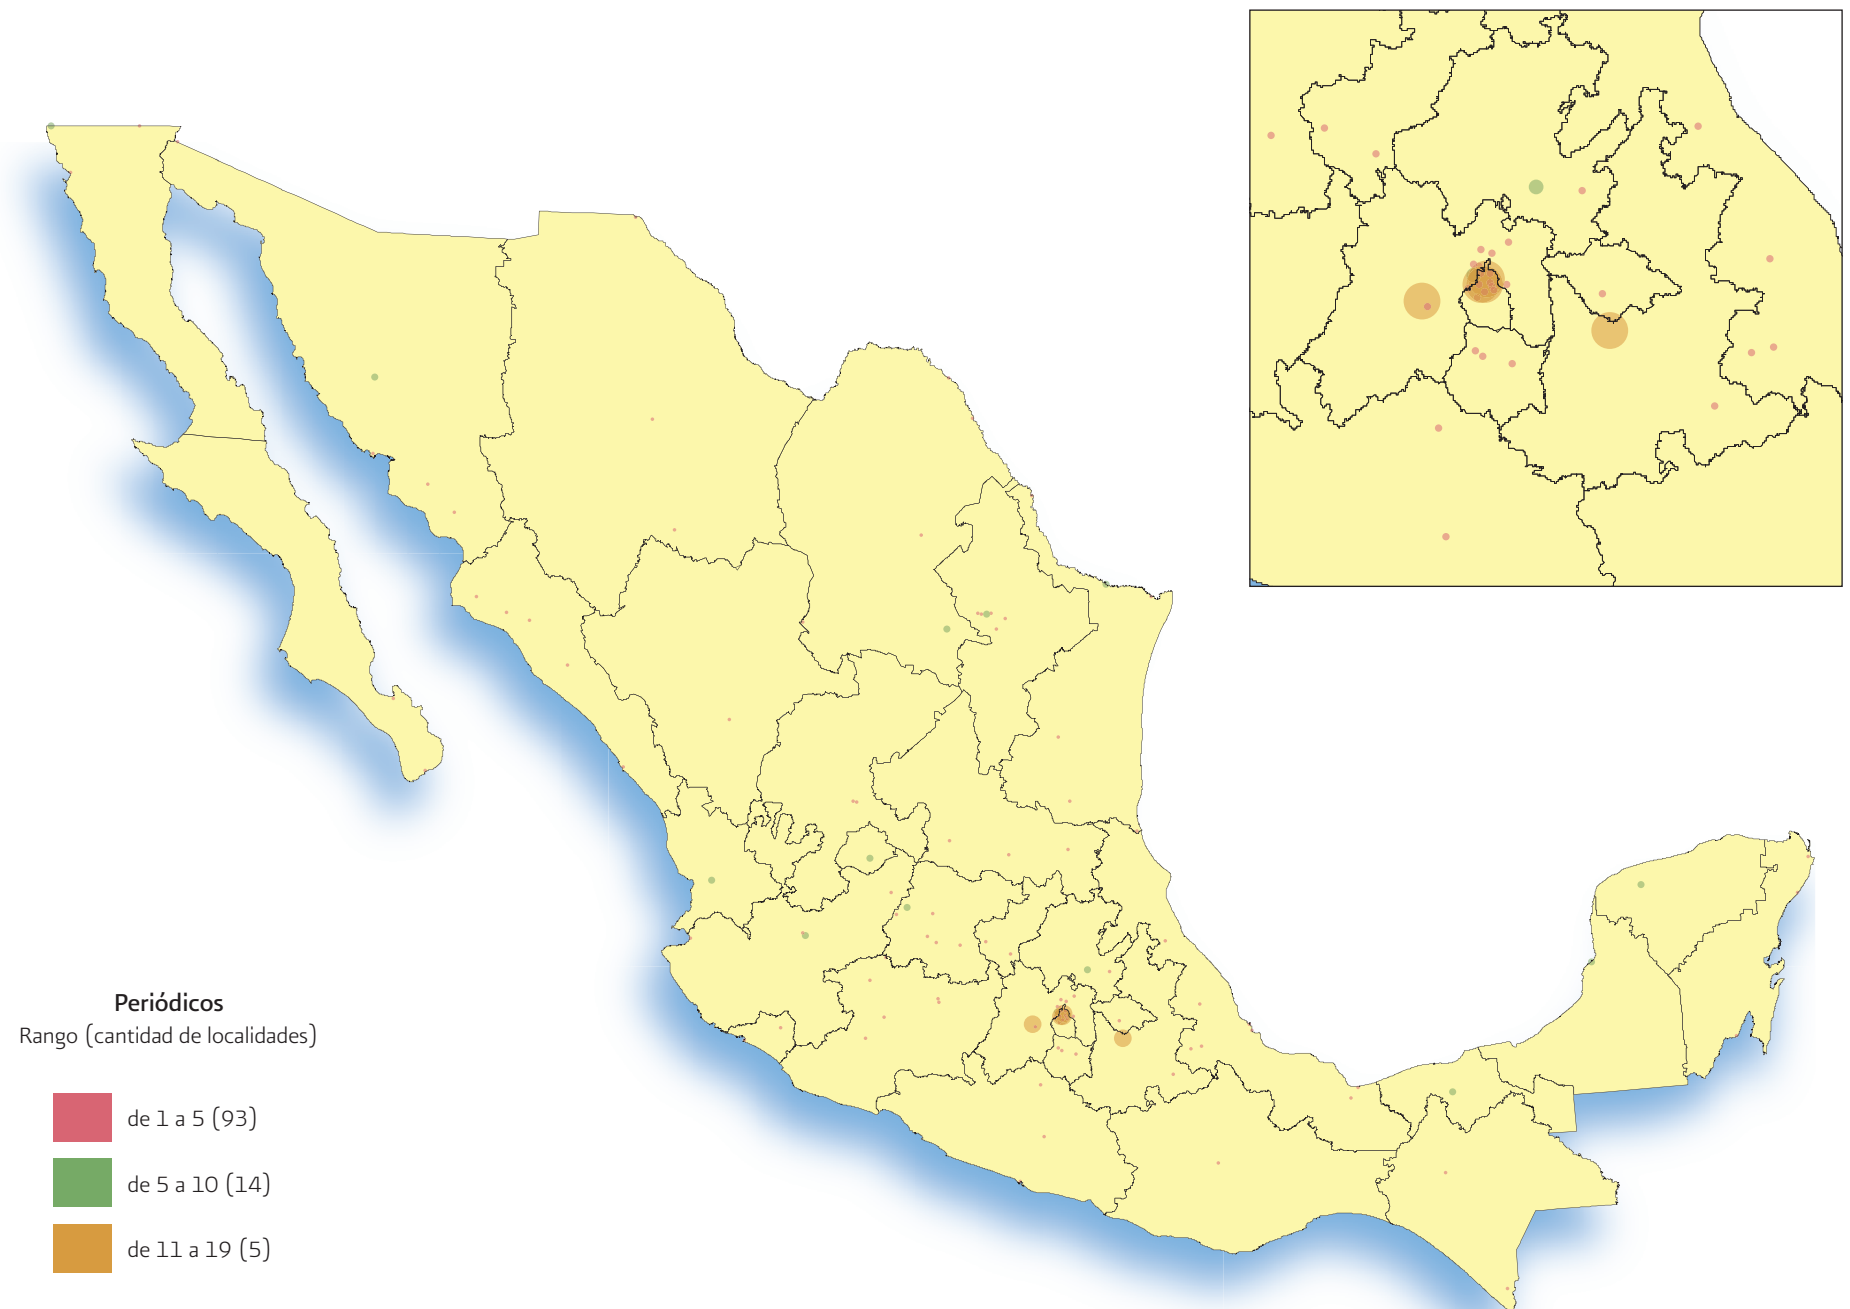 Periódicos
Rango (cantidad de localidades)
de 1 a 5 (93)
de 5 a 10 (14)
de 11 a 19 (5)